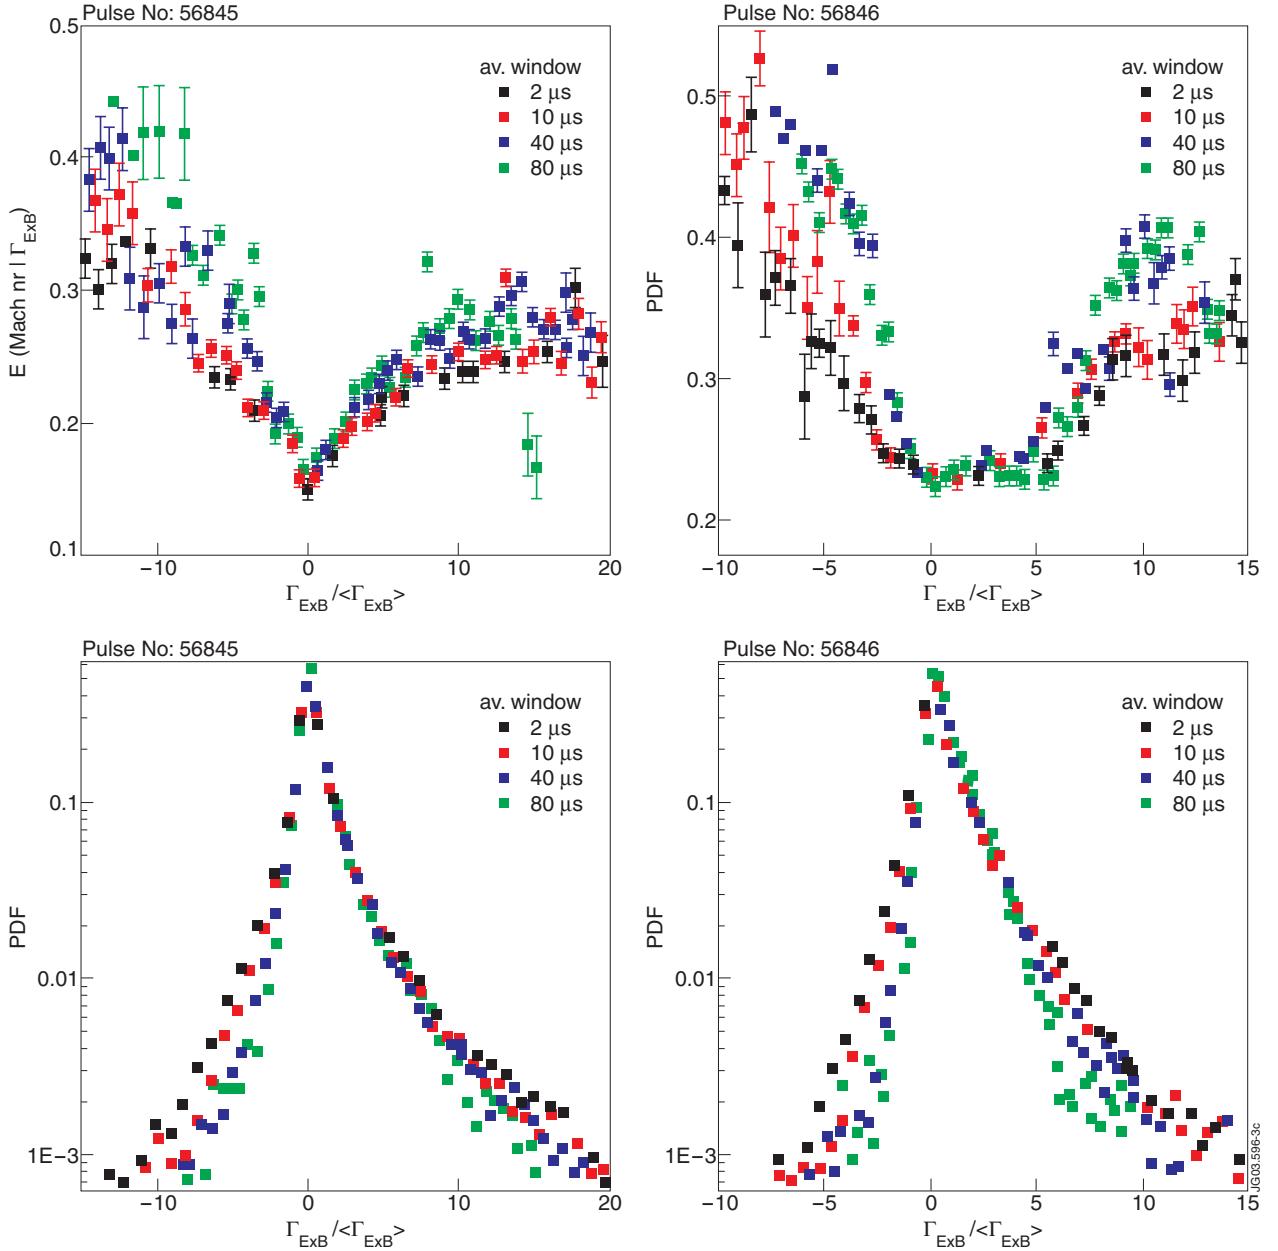 Pulse No: 56845
E (Mach nr | Γ_ExB)
0.5
0.4
0.3
0.2
0.1
av. window
2 μs
10 μs
40 μs
80 μs
−10
0
10
20
Γ_ExB /<Γ_ExB>
Pulse No: 56846
PDF
0.5
0.4
0.3
0.2
av. window
2 μs
10 μs
40 μs
80 μs
−10
−5
0
5
10
15
Γ_ExB /<Γ_ExB>
Pulse No: 56845
PDF
0.1
0.01
1E−3
av. window
2 μs
10 μs
40 μs
80 μs
−10
0
10
20
Γ_ExB /<Γ_ExB>
Pulse No: 56846
PDF
0.1
0.01
1E−3
av. window
2 μs
10 μs
40 μs
80 μs
−10
−5
0
5
10
15
Γ_ExB /<Γ_ExB>
JG03.596-3c